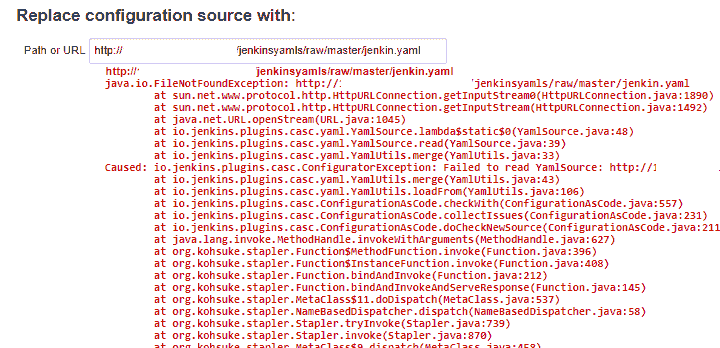 Replace configuration source with:
Path or URL http:// /jenkinsyamls/raw/master/jenkin.yaml
http:// /jenkinsyamls/raw/master/jenkin.yaml
java.io.FileNotFoundException: http:// /jenkinsyamls/raw/master/jenkin.yaml
at sun.net.www.protocol.http.HttpURLConnection.getInputStream0(HttpURLConnection.java:1890)
at sun.net.www.protocol.http.HttpURLConnection.getInputStream(HttpURLConnection.java:1492)
at java.net.URL.openStream(URL.java:1045)
at io.jenkins.plugins.casc.yaml.YamlSource.lambda$static$0(YamlSource.java:48)
at io.jenkins.plugins.casc.yaml.YamlSource.read(YamlSource.java:39)
at io.jenkins.plugins.casc.yaml.YamlUtils.merge(YamlUtils.java:33)
Caused: io.jenkins.plugins.casc.ConfiguratorException: Failed to read YamlSource: http://
at io.jenkins.plugins.casc.yaml.YamlUtils.merge(YamlUtils.java:43)
at io.jenkins.plugins.casc.yaml.YamlUtils.loadFrom(YamlUtils.java:106)
at io.jenkins.plugins.casc.ConfigurationAsCode.checkWith(ConfigurationAsCode.java:557)
at io.jenkins.plugins.casc.ConfigurationAsCode.collectIssues(ConfigurationAsCode.java:231)
at io.jenkins.plugins.casc.ConfigurationAsCode.doCheckNewSource(ConfigurationAsCode.java:211
at java.lang.invoke.MethodHandle.invokeWithArguments(MethodHandle.java:627)
at org.kohsuke.stapler.Function$MethodFunction.invoke(Function.java:396)
at org.kohsuke.stapler.Function$InstanceFunction.invoke(Function.java:408)
at org.kohsuke.stapler.Function.bindAndInvoke(Function.java:212)
at org.kohsuke.stapler.Function.bindAndInvokeAndServeResponse(Function.java:145)
at org.kohsuke.stapler.MetaClass$11.doDispatch(MetaClass.java:537)
at org.kohsuke.stapler.NameBasedDispatcher.dispatch(NameBasedDispatcher.java:58)
at org.kohsuke.stapler.Stapler.tryInvoke(Stapler.java:739)
at org.kohsuke.stapler.Stapler.invoke(Stapler.java:870)
at org.kohsuke.stapler.MetaClass$9.dispatch(MetaClass.java:458)